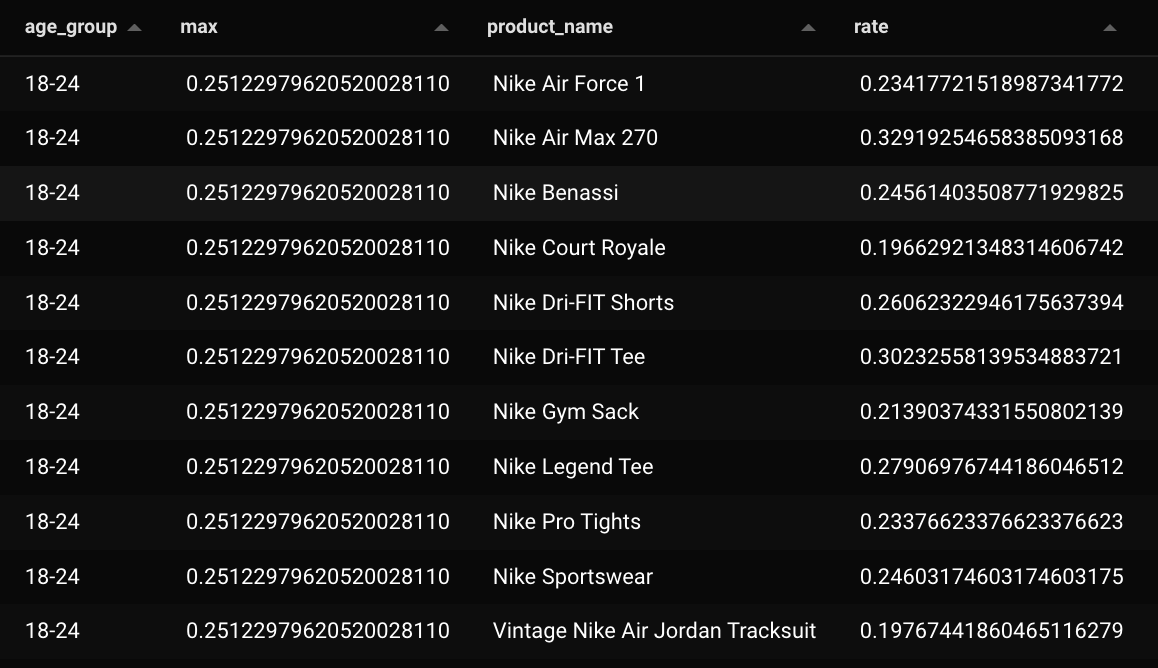 age_group max product_name rate
18-24 0.25122979620520028110 Nike Air Force 1 0.23417721518987341772
18-24 0.25122979620520028110 Nike Air Max 270 0.32919254658385093168
18-24 0.25122979620520028110 Nike Benassi 0.24561403508771929825
18-24 0.25122979620520028110 Nike Court Royale 0.19662921348314606742
18-24 0.25122979620520028110 Nike Dri-FIT Shorts 0.26062322946175637394
18-24 0.25122979620520028110 Nike Dri-FIT Tee 0.30232558139534883721
18-24 0.25122979620520028110 Nike Gym Sack 0.21390374331550802139
18-24 0.25122979620520028110 Nike Legend Tee 0.27906976744186046512
18-24 0.25122979620520028110 Nike Pro Tights 0.23376623376623376623
18-24 0.25122979620520028110 Nike Sportswear 0.24603174603174603175
18-24 0.25122979620520028110 Vintage Nike Air Jordan Tracksuit 0.19767441860465116279